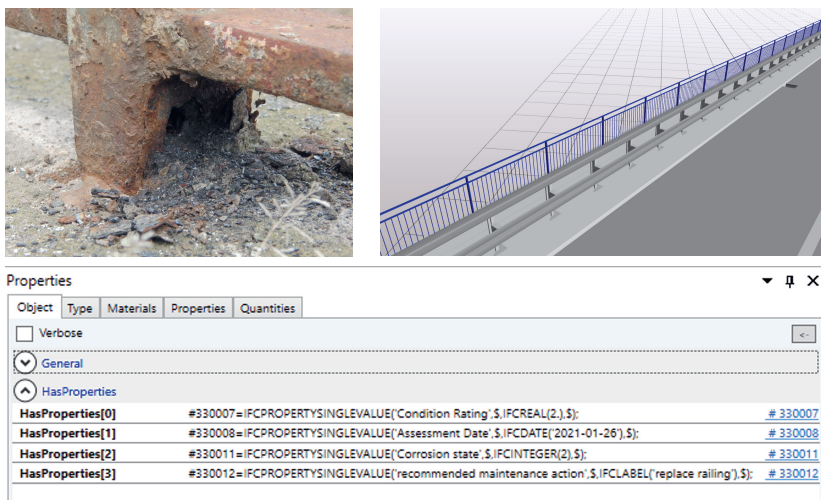 Properties
Object Type Materials Properties Quantities
Verbose
<-
General
HasProperties
HasProperties[0] #330007=IFCPROPERTYSINGLEVALUE('Condition Rating',$,IFCREAL(2.),$); # 330007
HasProperties[1] #330008=IFCPROPERTYSINGLEVALUE('Assessment Date',$,IFCDATE('2021-01-26'),$); # 330008
HasProperties[2] #330011=IFCPROPERTYSINGLEVALUE('Corrosion state',$,IFCINTEGER(2),$); # 330011
HasProperties[3] #330012=IFCPROPERTYSINGLEVALUE('recommended maintenance action',$,IFCLABEL('replace railing'),$); # 330012